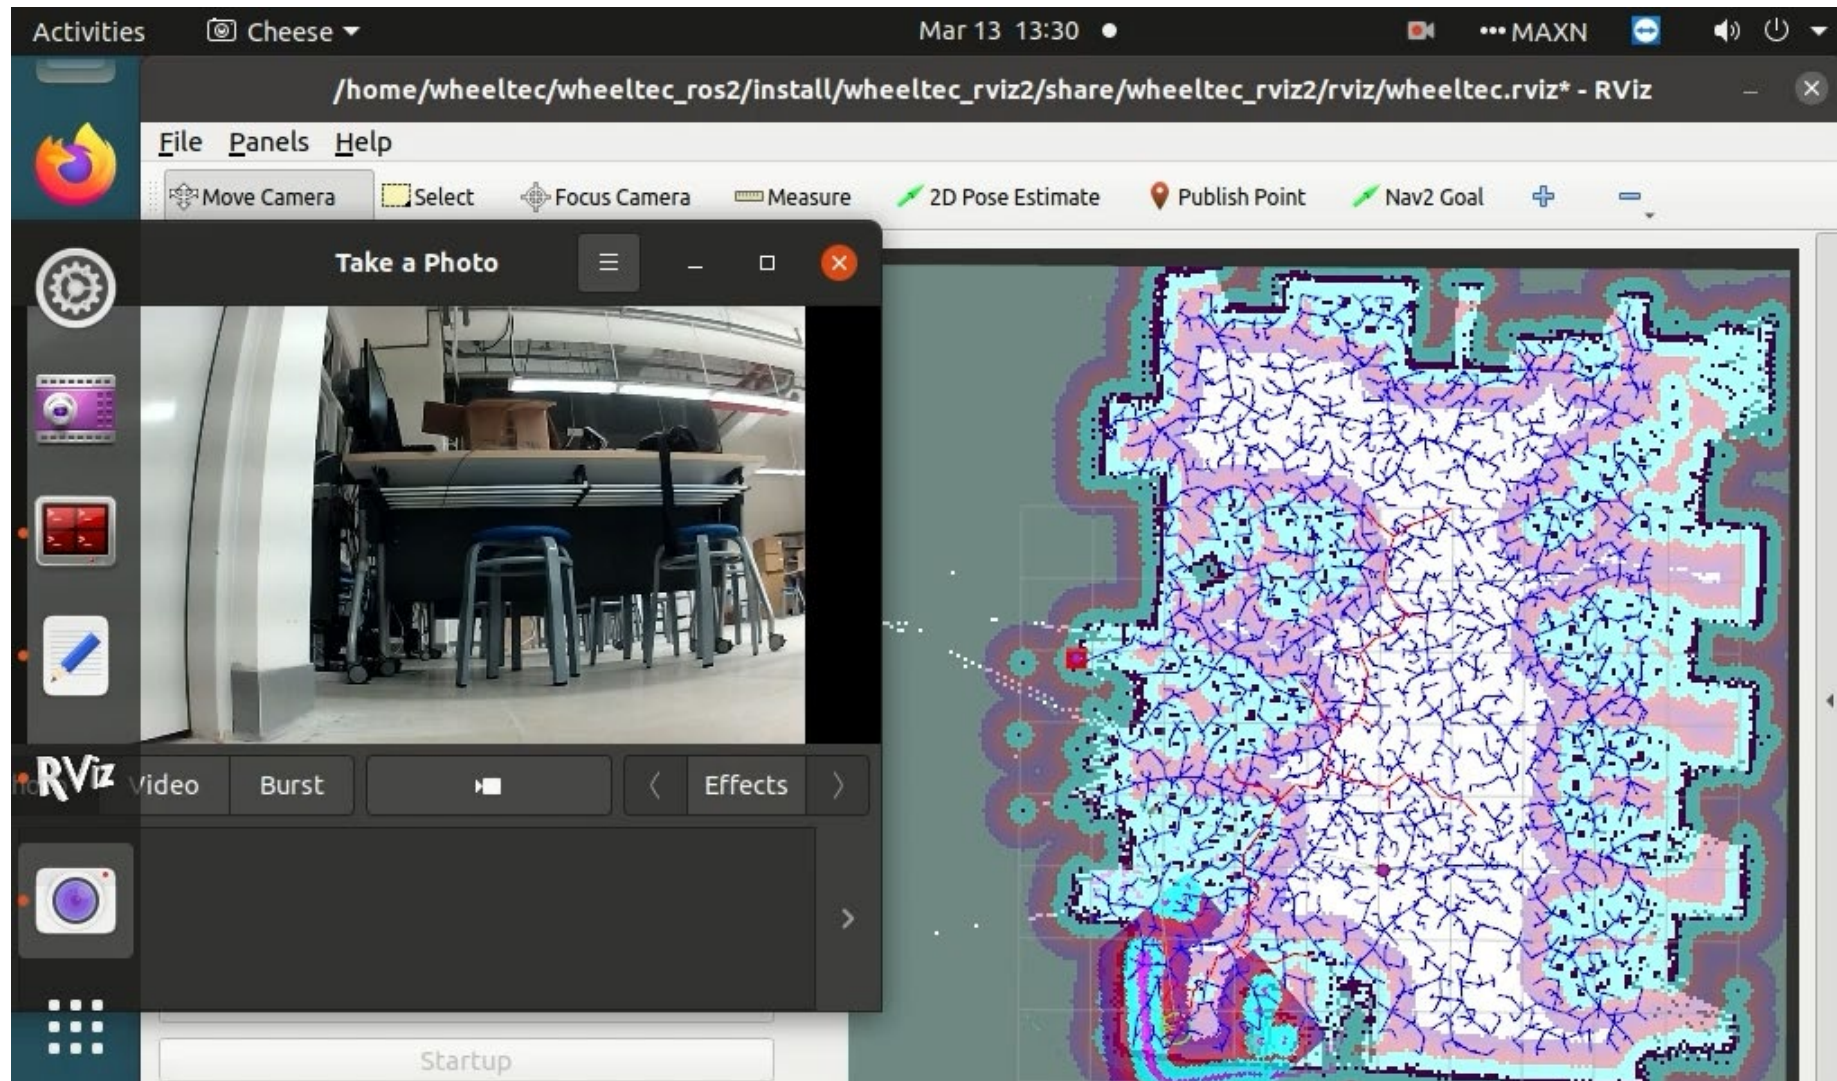 Activities Cheese Mar 13 13:30 MAXN
/home/wheeltec/wheeltec_ros2/install/wheeltec_rviz2/share/wheeltec_rviz2/rviz/wheeltec.rviz* - RViz
File Panels Help
Move Camera Select Focus Camera Measure 2D Pose Estimate Publish Point Nav2 Goal
Take a Photo
RViz Video Burst Effects
Startup